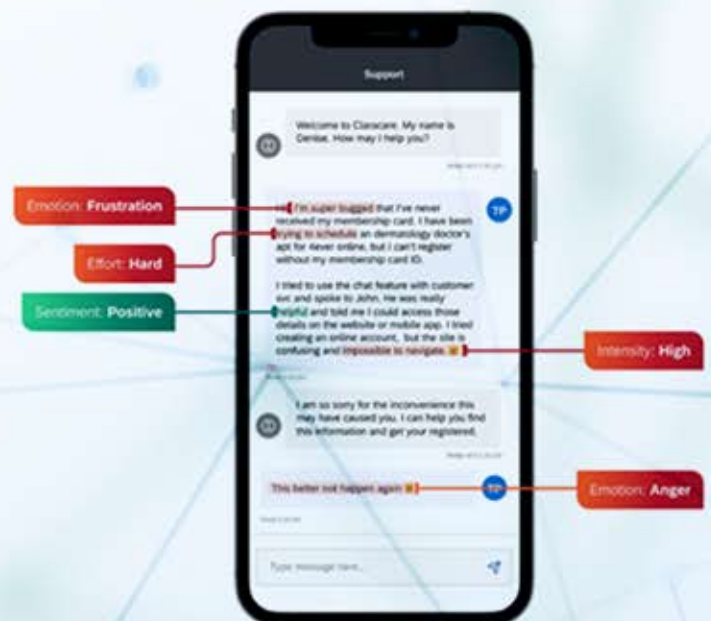 Support
Welcome to Claracare. My name is
Denise. How may I help you?
Emotion: Frustration
Hi, I'm super bugged that I've never
received my membership card. I have been
trying to schedule an dermatology doctor's
apt for 4ever online, but I can't register
without my membership card ID.
TP
Effort: Hard
Sentiment: Positive
I tried to use the chat feature with customer
svc and spoke to John. He was really
helpful and told me I could access those
details on the website or mobile app. I tried
creating an online account, but the site is
confusing and impossible to navigate.
Intensity: High
I am so sorry for the inconvenience this
may have caused you. I can help you find
this information and get your registered.
This better not happen again
TP
Emotion: Anger
Type message here...